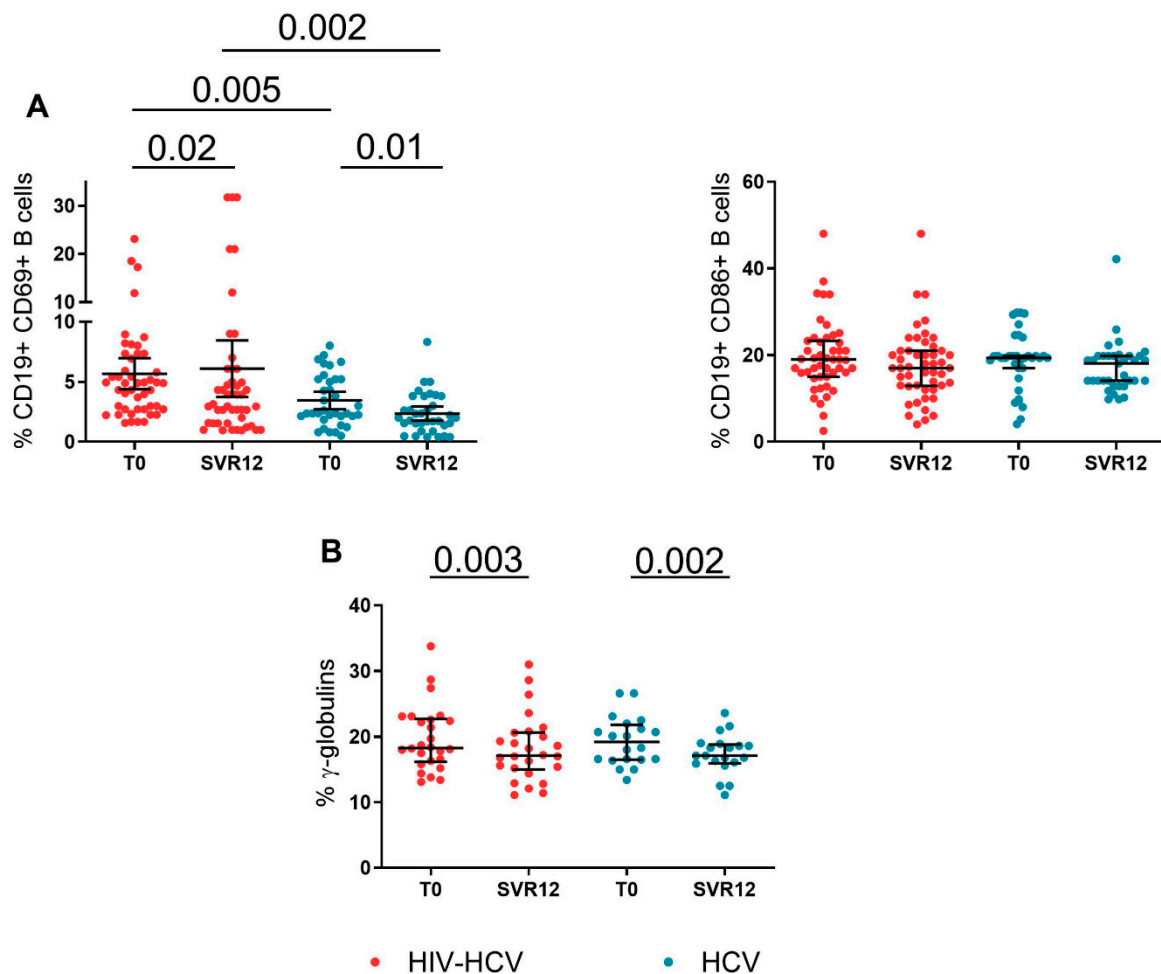 0.002
0.005
A
0.02 0.01
% CD19+ CD69+ B cells
30
20
10
10
5
0
T0 SVR12 T0 SVR12
% CD19+ CD86+ B cells
60
40
20
0
T0 SVR12 T0 SVR12
B
0.003 0.002
% γ-globulins
40
30
20
10
0
T0 SVR12 T0 SVR12
HIV-HCV HCV